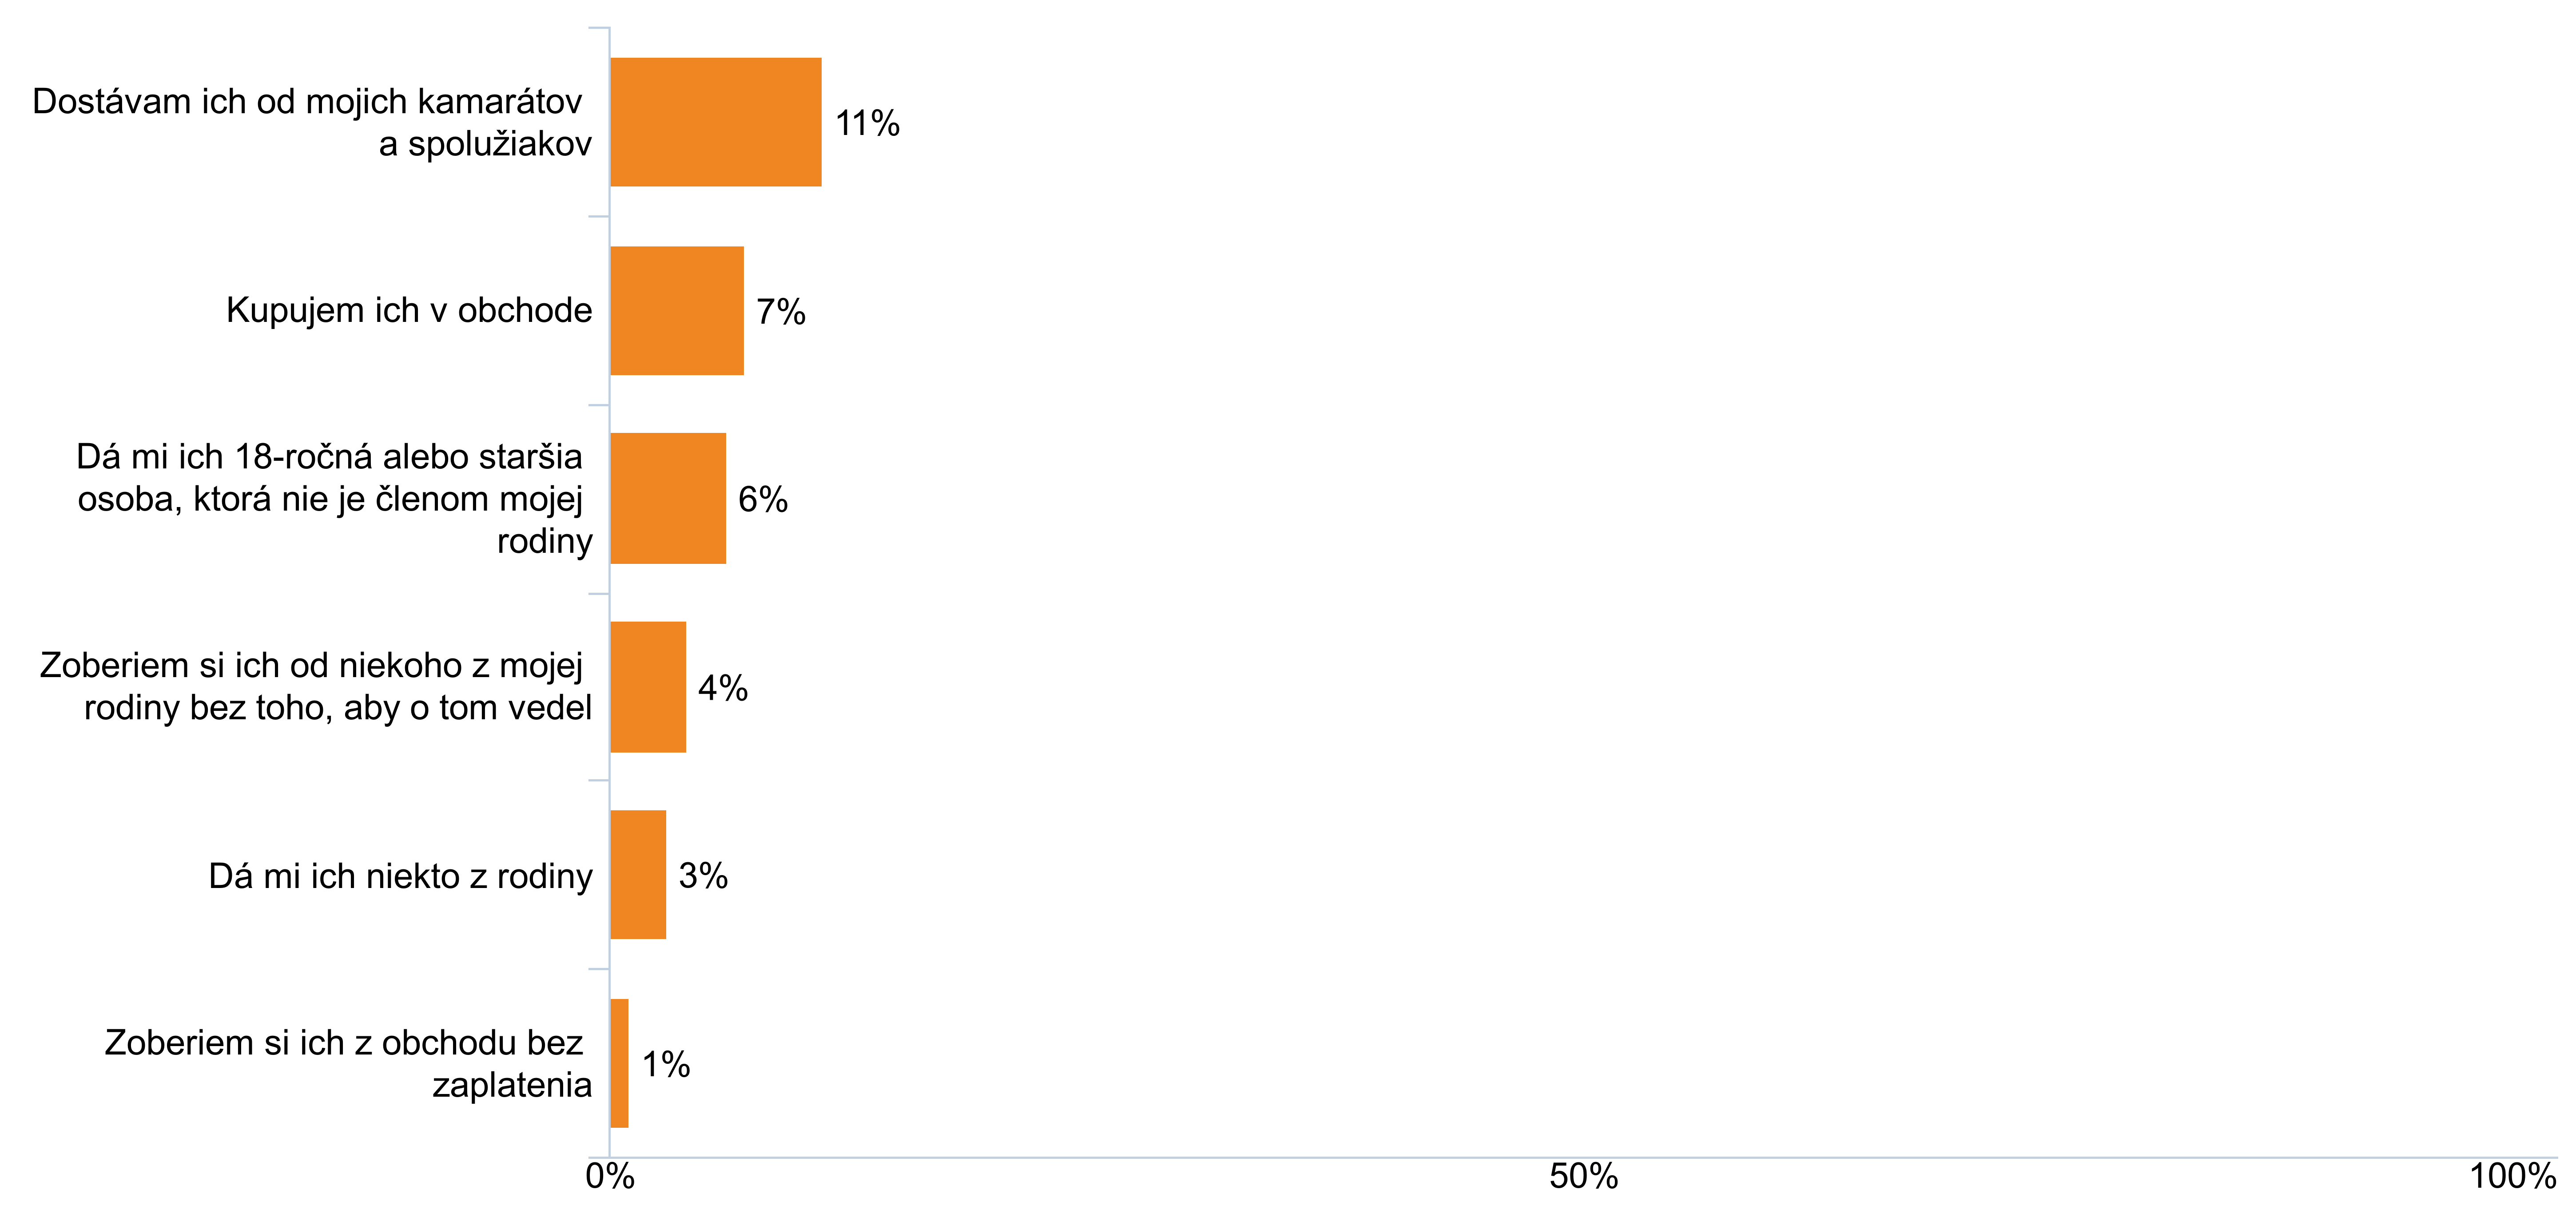 Dostávam ich od mojich kamarátov
a spolužiakov
11%
Kupujem ich v obchode
7%
Dá mi ich 18-ročná alebo staršia
osoba, ktorá nie je členom mojej
rodiny
6%
Zoberiem si ich od niekoho z mojej
rodiny bez toho, aby o tom vedel
4%
Dá mi ich niekto z rodiny
3%
Zoberiem si ich z obchodu bez
zaplatenia
1%
0%
50%
100%